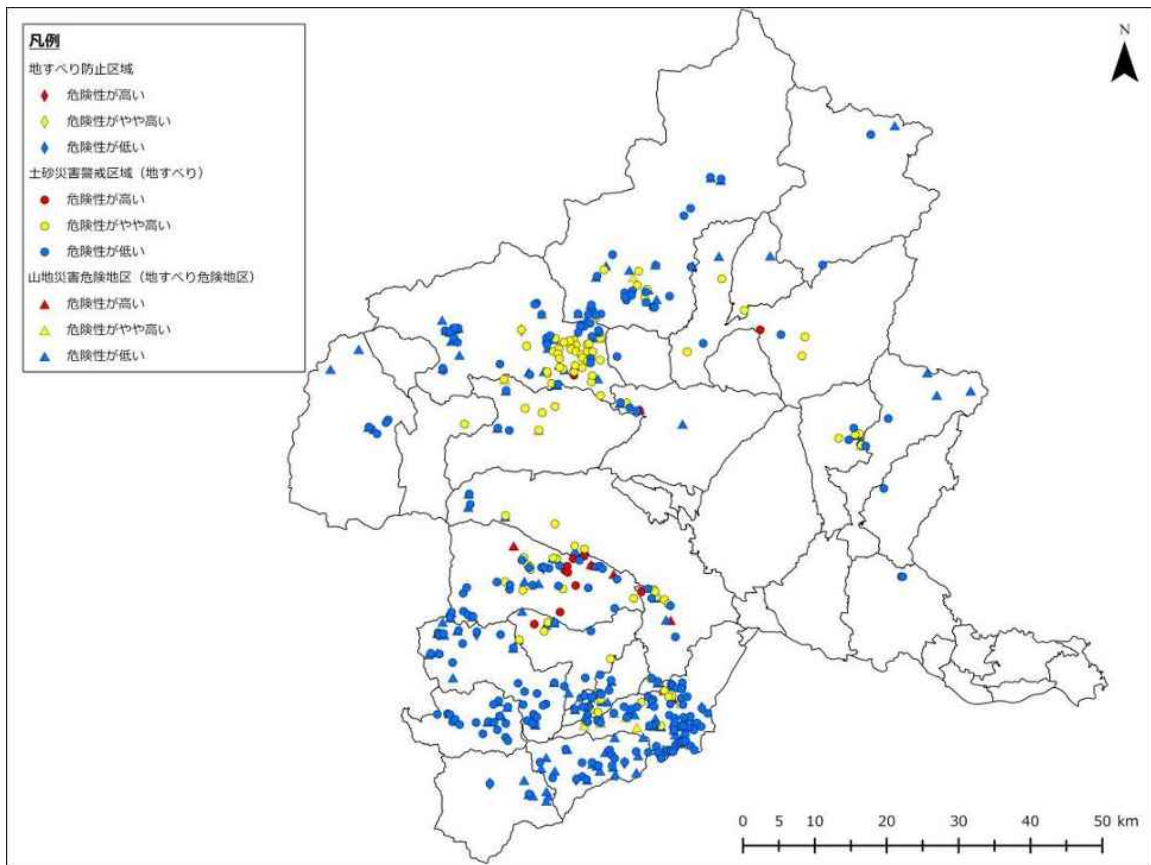 凡例
地すべり防止区域
危険性が高い
危険性がやや高い
危険性が低い
土砂災害警戒区域(地すべり)
危険性が高い
危険性がやや高い
危険性が低い
山地災害危険地区(地すべり危険地区)
危険性が高い
危険性がやや高い
危険性が低い
N
0 10 20 30 40 50 km